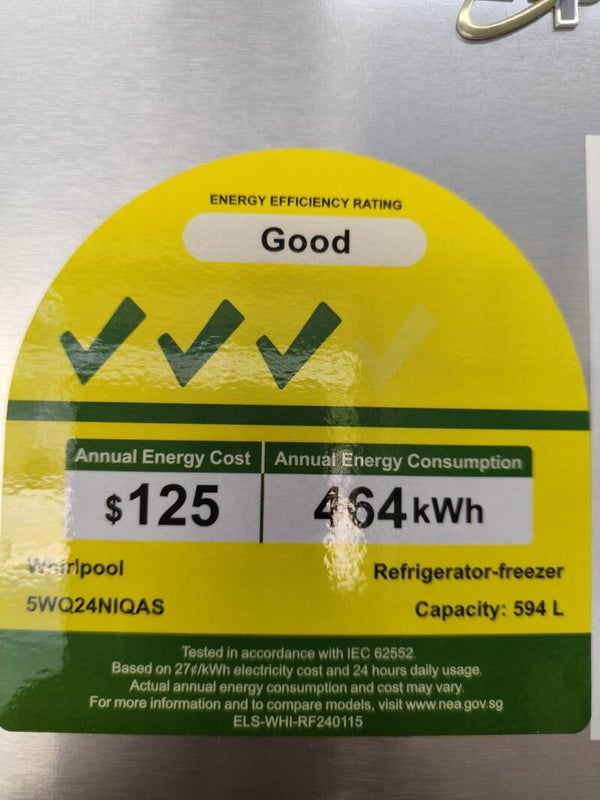 ENERGY EFFICIENCY RATING
Good
Annual Energy Cost
$125
Annual Energy Consumption
464 kWh
Whirlpool
5WQ24NIQAS
Refrigerator-freezer
Capacity: 594 L
Tested in accordance with IEC 62552.
Based on 27¢/kWh electricity cost and 24 hours daily usage.
Actual annual energy consumption and cost may vary.
For more information and to compare models, visit www.nea.gov.sg
ELS-WHI-RF240115